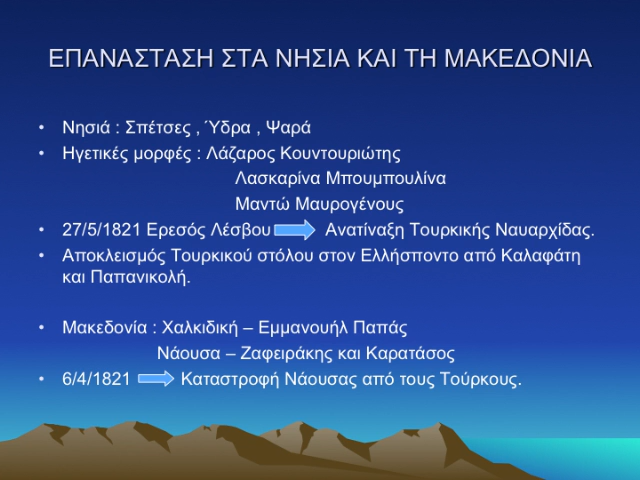 ΕΠΑΝΑΣΤΑΣΗ ΣΤΑ ΝΗΣΙΑ ΚΑΙ ΤΗ ΜΑΚΕΔΟΝΙΑ
• Νησιά : Σπέτσες , Ύδρα , Ψαρά
• Ηγετικές μορφές : Λάζαρος Κουντουριώτης
Λασκαρίνα Μπουμπουλίνα
Μαντώ Μαυρογένους
• 27/5/1821 Ερεσός Λέσβου Ανατίναξη Τουρκικής Ναυαρχίδας.
• Αποκλεισμός Τουρκικού στόλου στον Ελλήσποντο από Καλαφάτη
και Παπανικολή.
• Μακεδονία : Χαλκιδική – Εμμανουήλ Παπάς
Νάουσα – Ζαφειράκης και Καρατάσος
• 6/4/1821 Καταστροφή Νάουσας από τους Τούρκους.